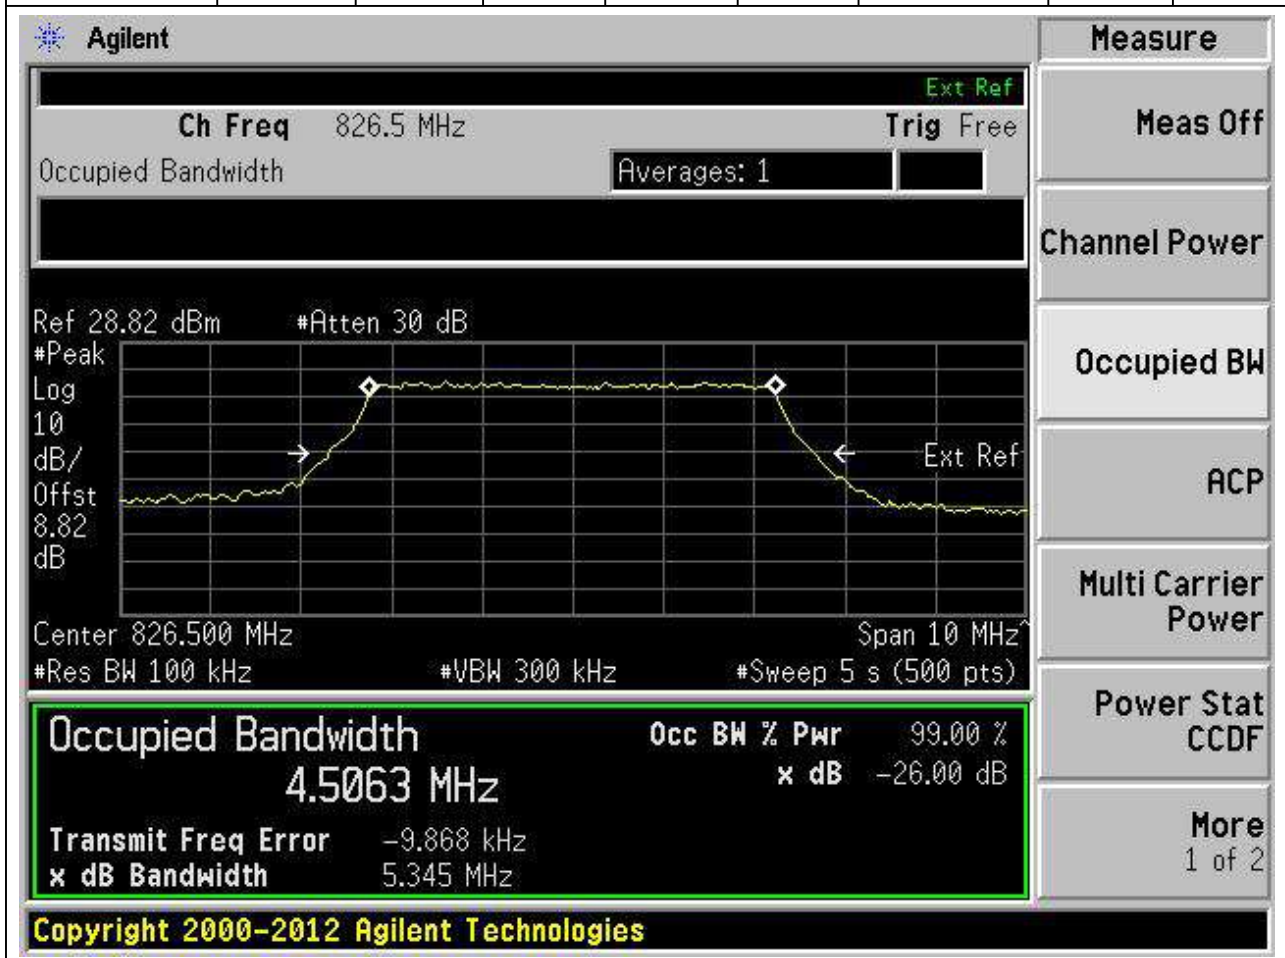 Agilent
Measure
Ext Ref
Ch Freq 826.5 MHz Trig Free
Meas Off
Occupied Bandwidth Averages: 1
Channel Power
Ref 28.82 dBm #Atten 30 dB
#Peak
Log
10
dB/
Offst
8.82
dB
Ext Ref
Occupied BW
ACP
Center 826.500 MHz Span 10 MHz^
#Res BW 100 kHz #VBW 300 kHz #Sweep 5 s (500 pts)
Multi Carrier
Power
Occupied Bandwidth Occ BW % Pwr 99.00 %
4.5063 MHz x dB -26.00 dB
Transmit Freq Error -9.868 kHz
x dB Bandwidth 5.345 MHz
Power Stat
CCDF
More
1 of 2
Copyright 2000-2012 Agilent Technologies